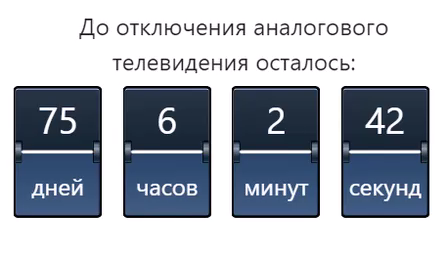 До отключения аналогового
телевидения осталось:
75 6 2 42
дней часов минут секунд